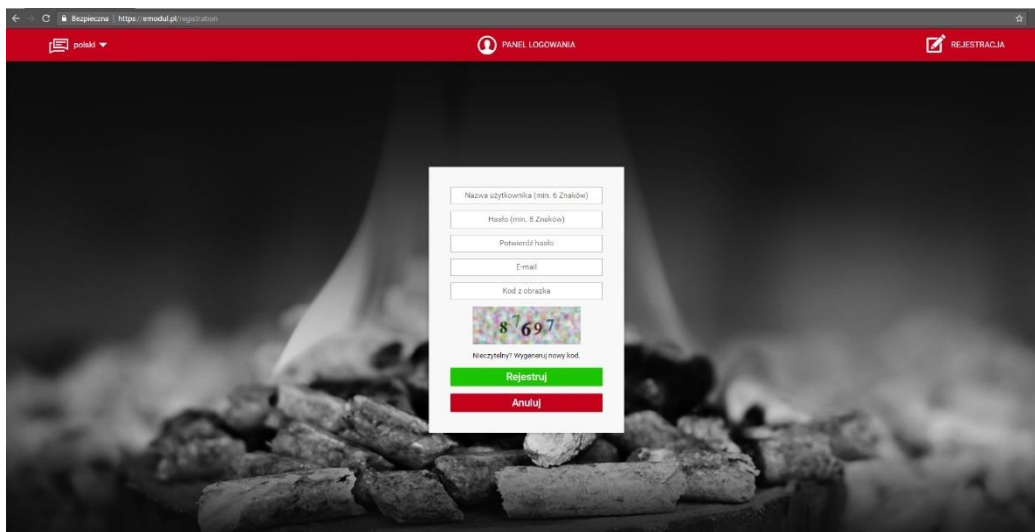 Bezpieczna | https://emodul.pl/registration
polski
PANEL LOGOWANIA
REJESTRACJA
Nazwa użytkownika (min. 6 Znaków)
Hasło (min. 8 Znaków)
Potwierdź hasło
E-mail
Kod z obrazka
87697
Nieczytelny? Wygeneruj nowy kod.
Rejestruj
Anuluj